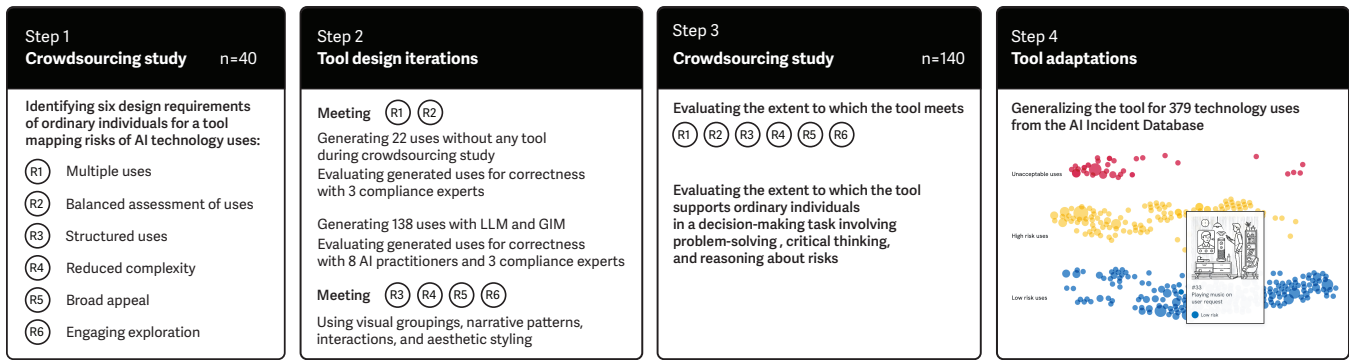 Step 1
Crowdsourcing study n=40
Identifying six design requirements
of ordinary individuals for a tool
mapping risks of AI technology uses:
R1 Multiple uses
R2 Balanced assessment of uses
R3 Structured uses
R4 Reduced complexity
R5 Broad appeal
R6 Engaging exploration
Step 2
Tool design iterations
Meeting R1 R2
Generating 22 uses without any tool
during crowdsourcing study
Evaluating generated uses for correctness
with 3 compliance experts
Generating 138 uses with LLM and GIM
Evaluating generated uses for correctness
with 8 AI practitioners and 3 compliance experts
Meeting R3 R4 R5 R6
Using visual groupings, narrative patterns,
interactions, and aesthetic styling
Step 3
Crowdsourcing study n=140
Evaluating the extent to which the tool meets
R1 R2 R3 R4 R5 R6
Evaluating the extent to which the tool
supports ordinary individuals
in a decision-making task involving
problem-solving , critical thinking,
and reasoning about risks
Step 4
Tool adaptations
Generalizing the tool for 379 technology uses
from the AI Incident Database
Unacceptable uses
High risk uses
Low risk uses
#33
Playing music on
user request
Low risk